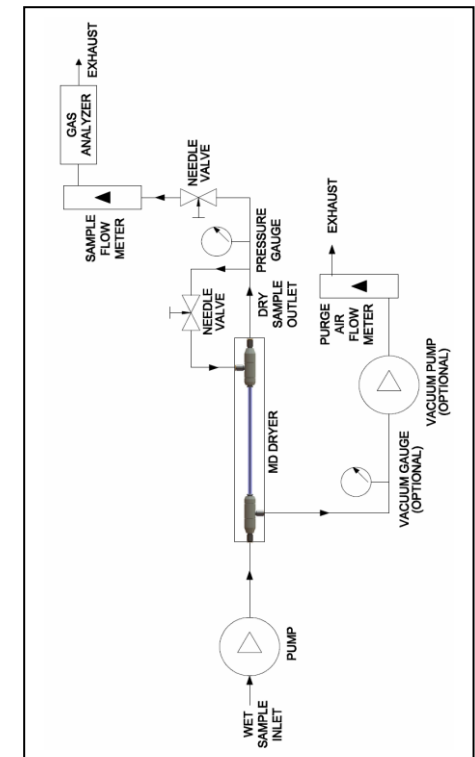 EXHAUST
GAS
ANALYZER
SAMPLE
FLOW
METER
NEEDLE
VALVE
PRESSURE
GAUGE
NEEDLE
VALVE
DRY
SAMPLE
OUTLET
EXHAUST
PURGE
AIR
FLOW
METER
MD DRYER
VACUUM PUMP
(OPTIONAL)
VACUUM GAUGE
(OPTIONAL)
PUMP
WET
SAMPLE
INLET